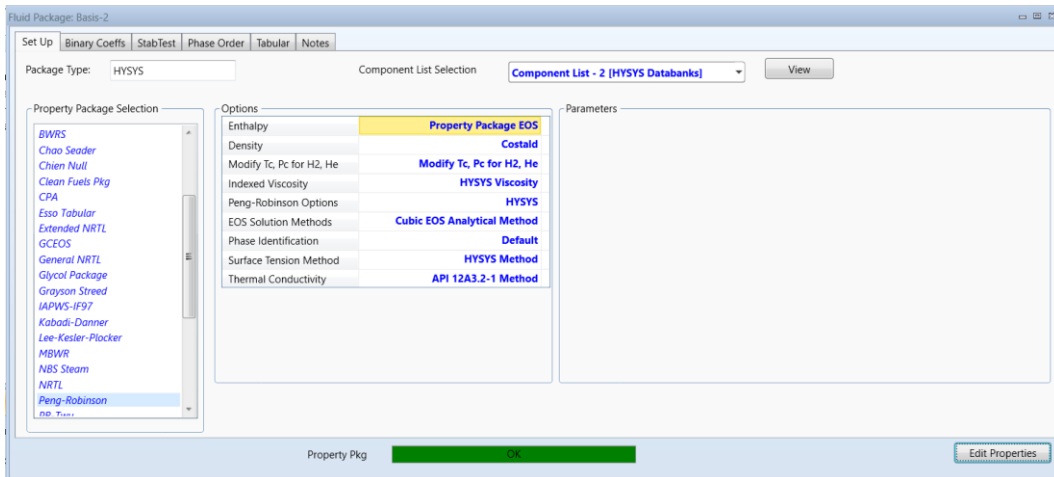 Fluid Package: Basis-2
Set Up Binary Coeffs StabTest Phase Order Tabular Notes
Package Type: HYSYS Component List Selection Component List - 2 [HYSYS Databanks] View
Property Package Selection
BWRS
Chao Seader
Chien Null
Clean Fuels Pkg
CPA
Esso Tabular
Extended NRTL
GCEOS
General NRTL
Glycol Package
Grayson Streed
IAPWS-IF97
Kabadi-Danner
Lee-Kesler-Plocker
MBWR
NBS Steam
NRTL
Peng-Robinson
PR-Twu
Options
Enthalpy Property Package EOS
Density Costald
Modify Tc, Pc for H2, He Modify Tc, Pc for H2, He
Indexed Viscosity HYSYS Viscosity
Peng-Robinson Options HYSYS
EOS Solution Methods Cubic EOS Analytical Method
Phase Identification Default
Surface Tension Method HYSYS Method
Thermal Conductivity API 12A3.2-1 Method
Parameters
Property Pkg OK Edit Properties